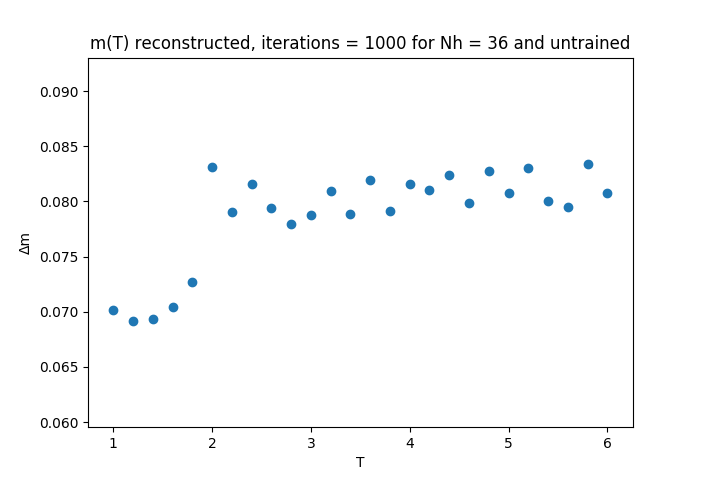 m(T) reconstructed, iterations = 1000 for Nh = 36 and untrained
0.090
0.085
0.080
0.075
0.070
0.065
0.060
Δm
1 2 3 4 5 6
T